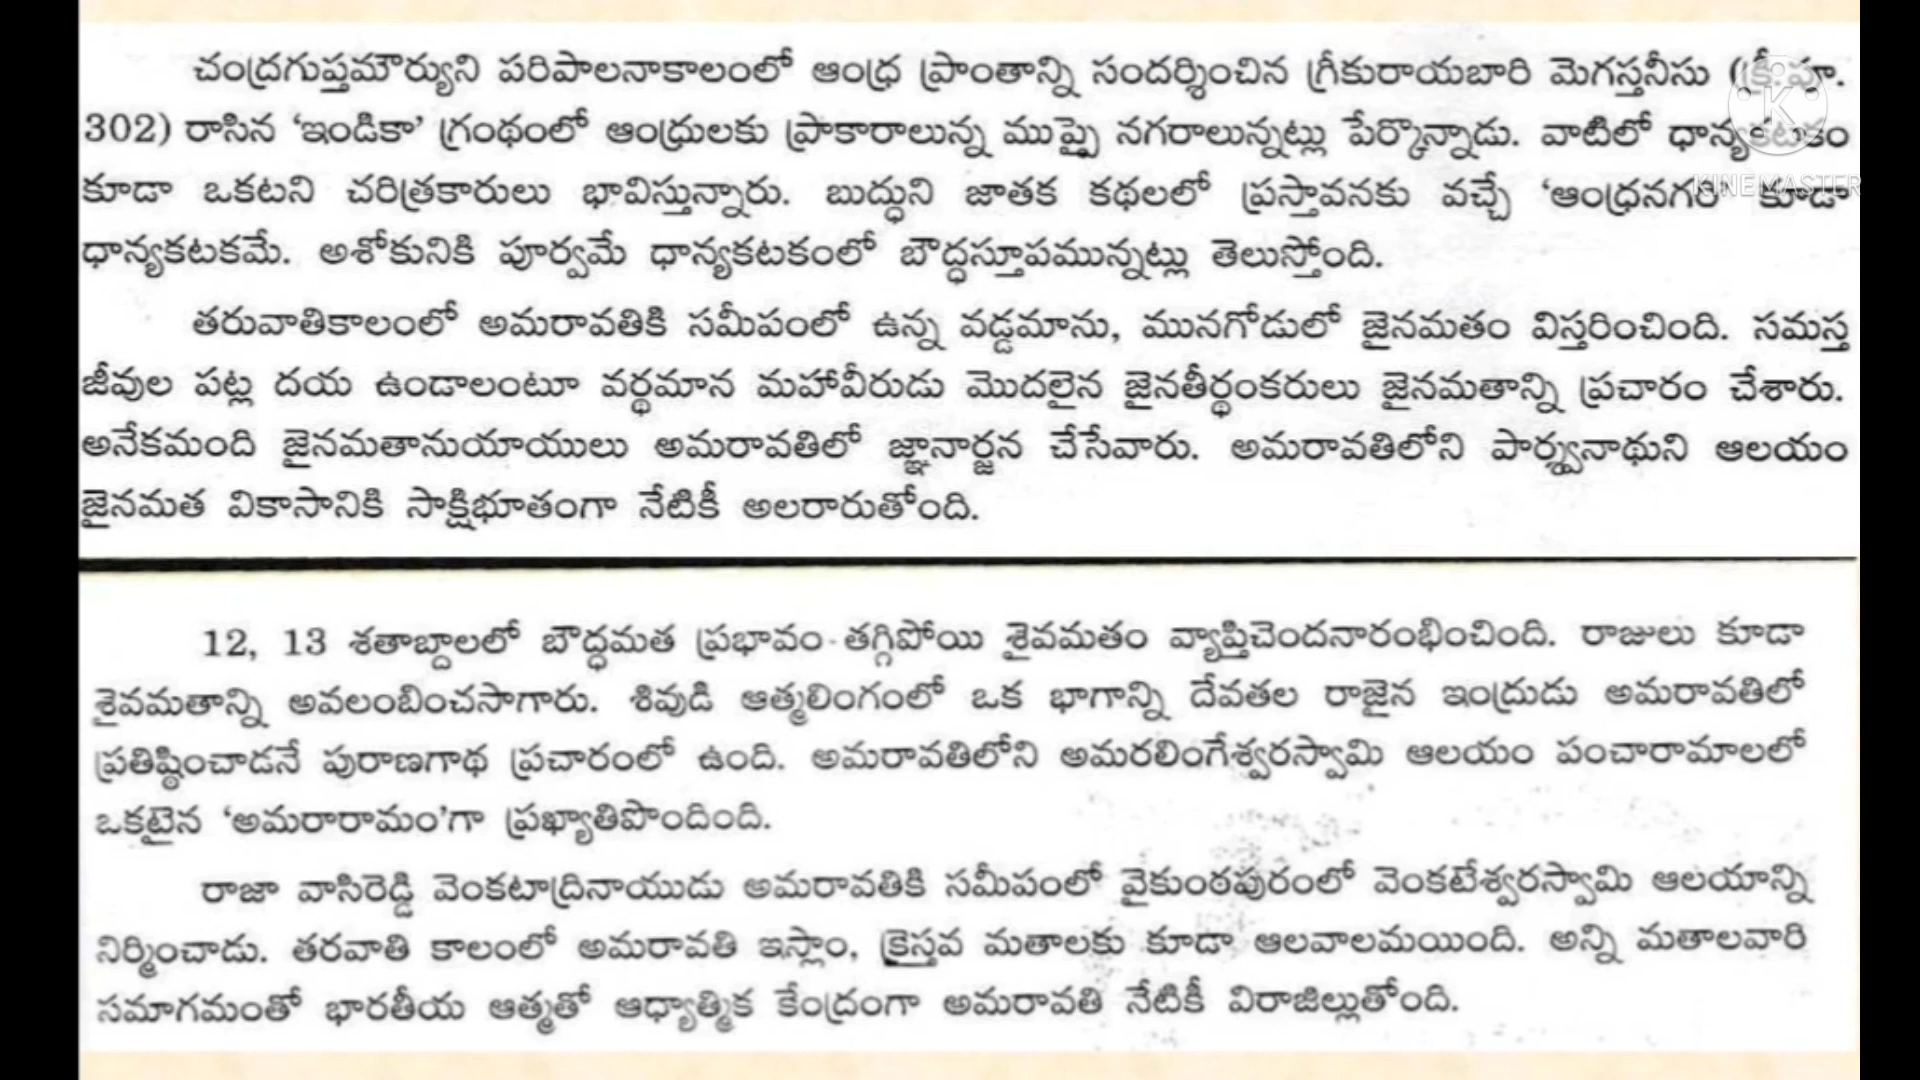 చంద్రగుప్తమౌర్యుని పరిపాలనాకాలంలో ఆంధ్ర ప్రాంతాన్ని సందర్శించిన గ్రీకురాయబారి మెగస్తనీసు (క్రీ.పూ.
302) రాసిన ‘ఇండికా’ గ్రంథంలో ఆంధ్రులకు ప్రాకారాలున్న ముప్పై నగరాలున్నట్లు పేర్కొన్నాడు. వాటిలో ధాన్యకటకం
కూడా ఒకటని చరిత్రకారులు భావిస్తున్నారు. బుద్ధుని జాతక కథలలో ప్రస్తావనకు వచ్చే ‘ఆంధ్రనగరి’ కూడా
ధాన్యకటకమే. అశోకునికి పూర్వమే ధాన్యకటకంలో బౌద్ధస్తూపమున్నట్లు తెలుస్తోంది.
తరువాతికాలంలో అమరావతికి సమీపంలో ఉన్న వడ్డమాను, మునగోడులో జైనమతం విస్తరించింది. సమస్త
జీవుల పట్ల దయ ఉండాలంటూ వర్థమాన మహావీరుడు మొదలైన జైనతీర్థంకరులు జైనమతాన్ని ప్రచారం చేశారు.
అనేకమంది జైనమతానుయాయులు అమరావతిలో జ్ఞానార్జన చేసేవారు. అమరావతిలోని పార్శ్వనాథుని ఆలయం
జైనమత వికాసానికి సాక్షిభూతంగా నేటికీ అలరారుతోంది.
12, 13 శతాబ్దాలలో బౌద్ధమత ప్రభావం తగ్గిపోయి శైవమతం వ్యాప్తిచెందనారంభించింది. రాజులు కూడా
శైవమతాన్ని అవలంబించసాగారు. శివుడి ఆత్మలింగంలో ఒక భాగాన్ని దేవతల రాజైన ఇంద్రుడు అమరావతిలో
ప్రతిష్ఠించాడనే పురాణగాథ ప్రచారంలో ఉంది. అమరావతిలోని అమరలింగేశ్వరస్వామి ఆలయం పంచారామాలలో
ఒకటైన ‘అమరారామం’గా ప్రఖ్యాతిపొందింది.
రాజా వాసిరెడ్డి వెంకటాద్రినాయుడు అమరావతికి సమీపంలో వైకుంఠపురంలో వెంకటేశ్వరస్వామి ఆలయాన్ని
నిర్మించాడు. తరవాతి కాలంలో అమరావతి ఇస్లాం, క్రైస్తవ మతాలకు కూడా ఆలవాలమయింది. అన్ని మతాలవారి
సమాగమంతో భారతీయ ఆత్మతో ఆధ్యాత్మిక కేంద్రంగా అమరావతి నేటికీ విరాజిల్లుతోంది.
K
KINEMASTER